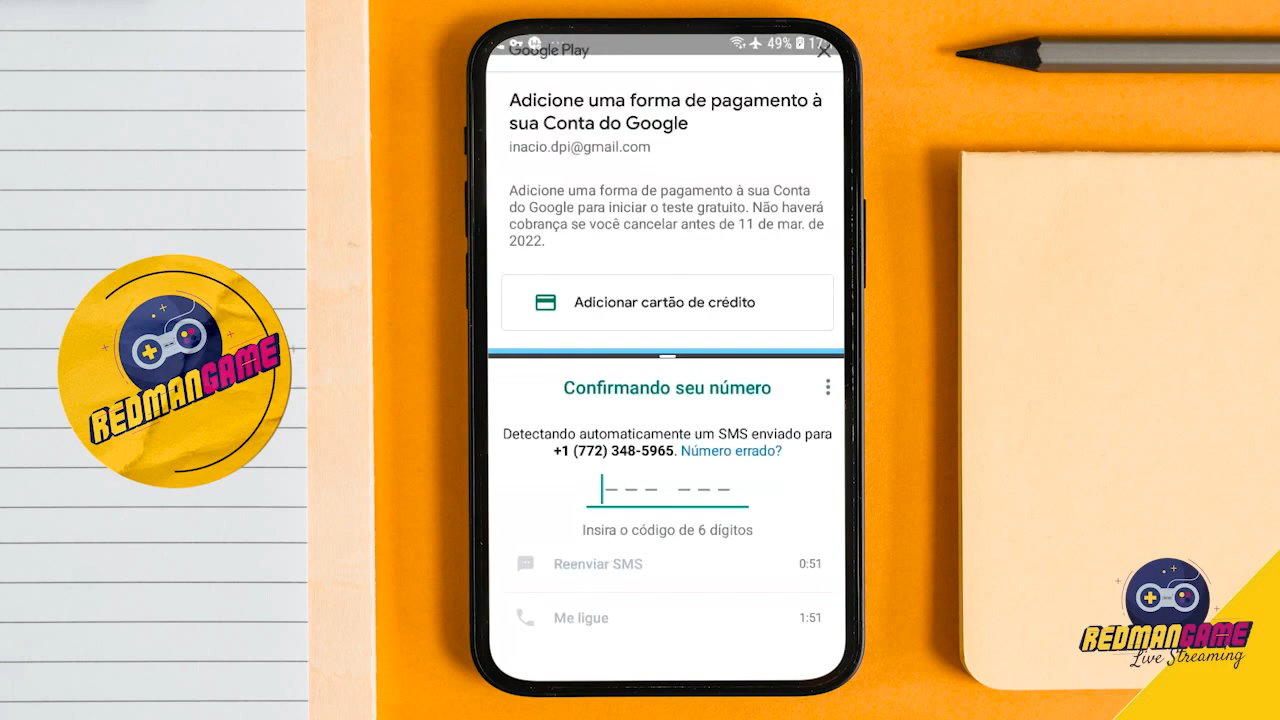 Google Play
49% 17
Adicione uma forma de pagamento à
sua Conta do Google
inacio.dpi@gmail.com
Adicione uma forma de pagamento à sua Conta
do Google para iniciar o teste gratuito. Não haverá
cobrança se você cancelar antes de 11 de mar. de
2022.
Adicionar cartão de crédito
Confirmando seu número
Detectando automaticamente um SMS enviado para
+1 (772) 348-5965. Número errado?
Insira o código de 6 dígitos
Reenviar SMS 0:51
Me ligue 1:51
REDMANGAME
REDMANGAME
Live Streaming